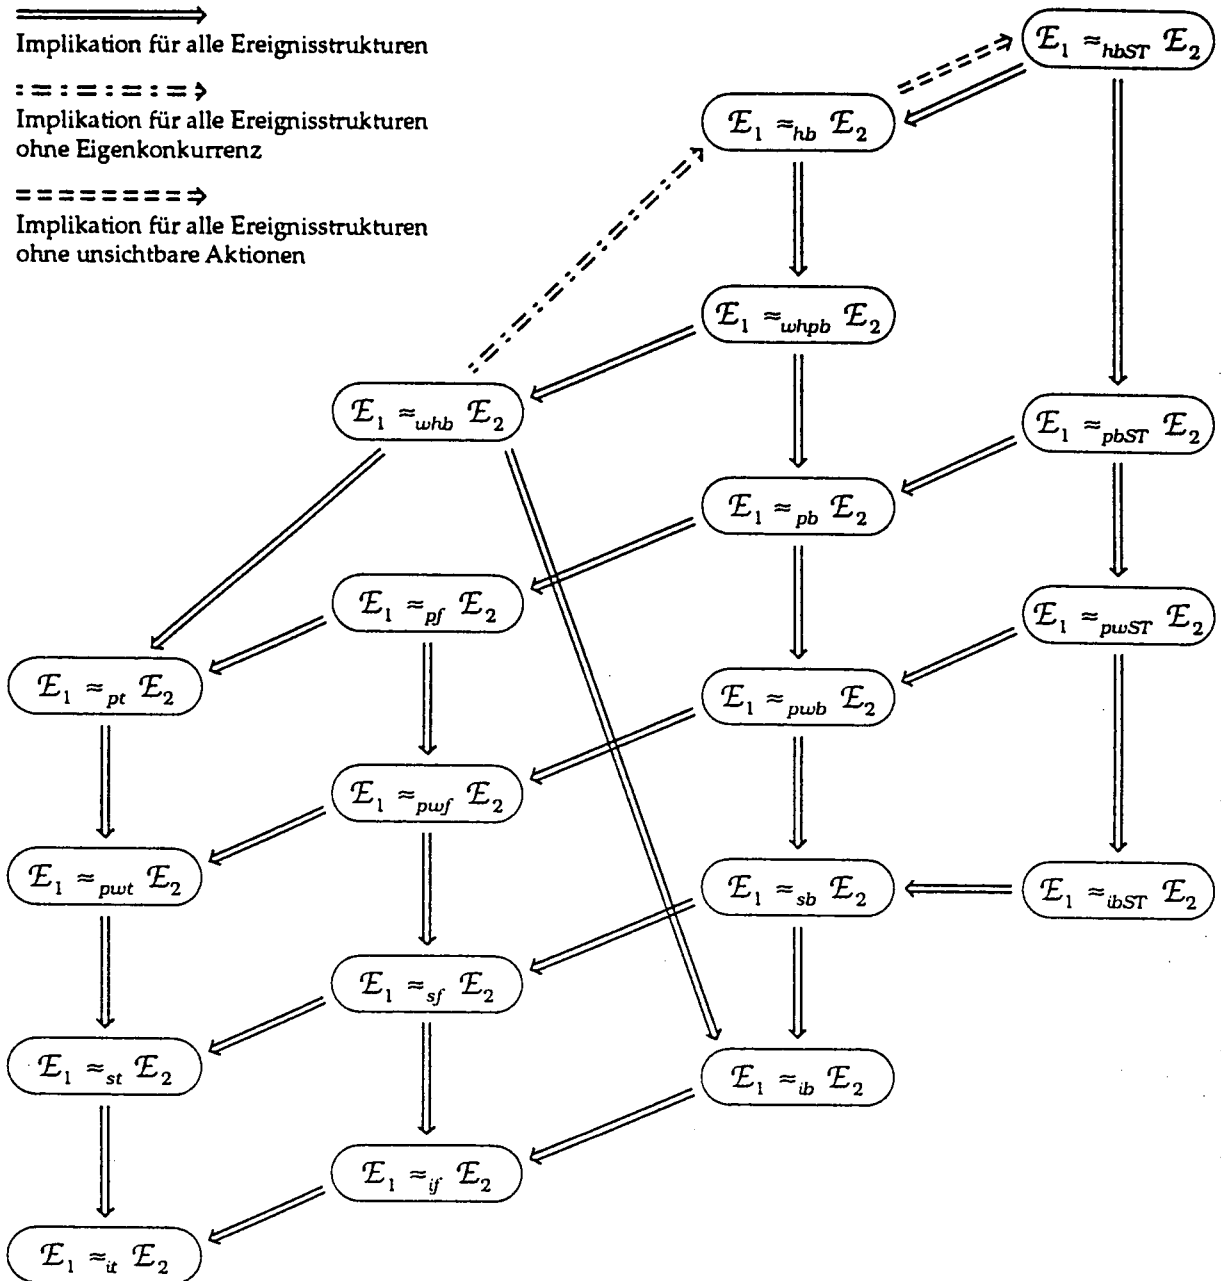 Implikation für alle Ereignisstrukturen
Implikation für alle Ereignisstrukturen
ohne Eigenkonkurrenz
Implikation für alle Ereignisstrukturen
ohne unsichtbare Aktionen
ℰ₁ ≈hbST ℰ₂
ℰ₁ ≈hb ℰ₂
ℰ₁ ≈whpb ℰ₂
ℰ₁ ≈whb ℰ₂
ℰ₁ ≈pbST ℰ₂
ℰ₁ ≈pb ℰ₂
ℰ₁ ≈pf ℰ₂
ℰ₁ ≈pwST ℰ₂
ℰ₁ ≈pt ℰ₂
ℰ₁ ≈pwb ℰ₂
ℰ₁ ≈pwf ℰ₂
ℰ₁ ≈pwt ℰ₂
ℰ₁ ≈sb ℰ₂
ℰ₁ ≈ibST ℰ₂
ℰ₁ ≈sf ℰ₂
ℰ₁ ≈st ℰ₂
ℰ₁ ≈ib ℰ₂
ℰ₁ ≈if ℰ₂
ℰ₁ ≈it ℰ₂